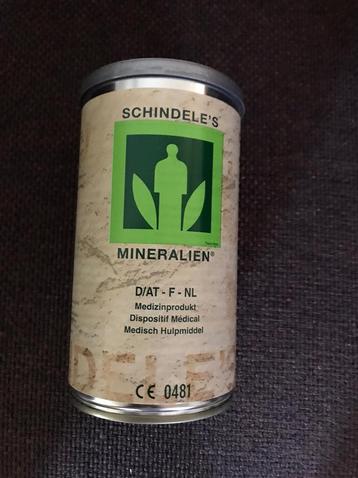 SCHINDELE'S
MINERALIEN®
D/AT - F - NL
Medizinprodukt
Dispositif Médical
Medisch Hulpmiddel
CE 0481